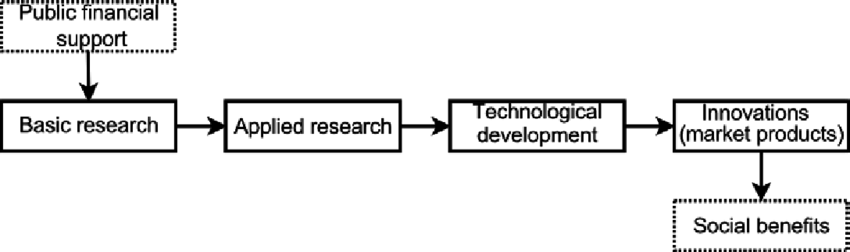 Public financial
support
Basic research
Applied research
Technological
development
Innovations
(market products)
Social benefits